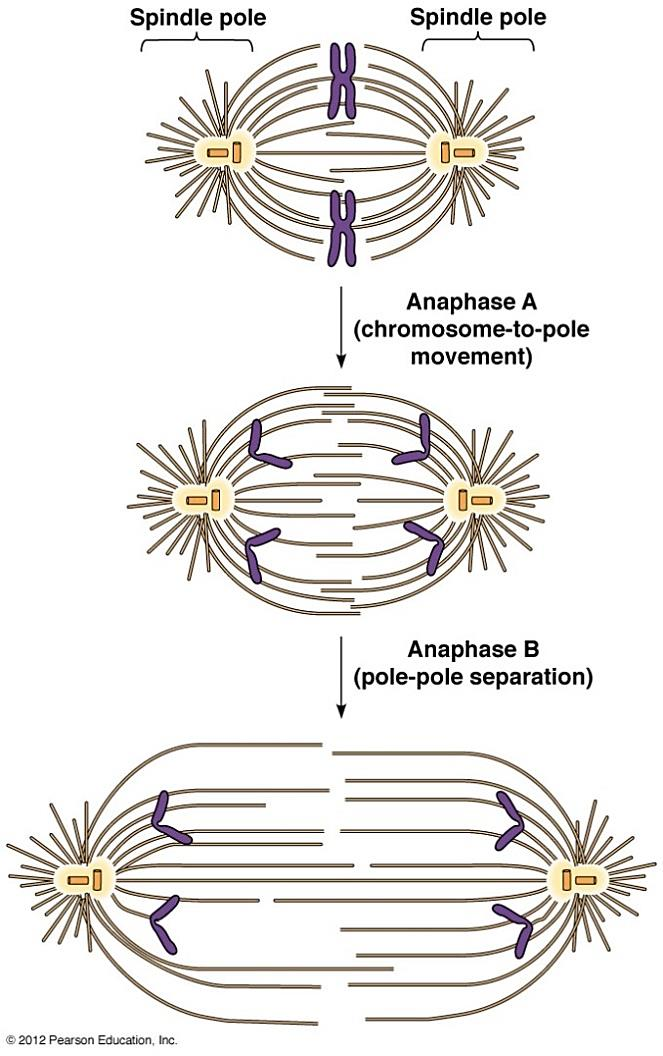 Spindle pole
Spindle pole
Anaphase A
(chromosome-to-pole
movement)
Anaphase B
(pole-pole separation)
© 2012 Pearson Education, Inc.